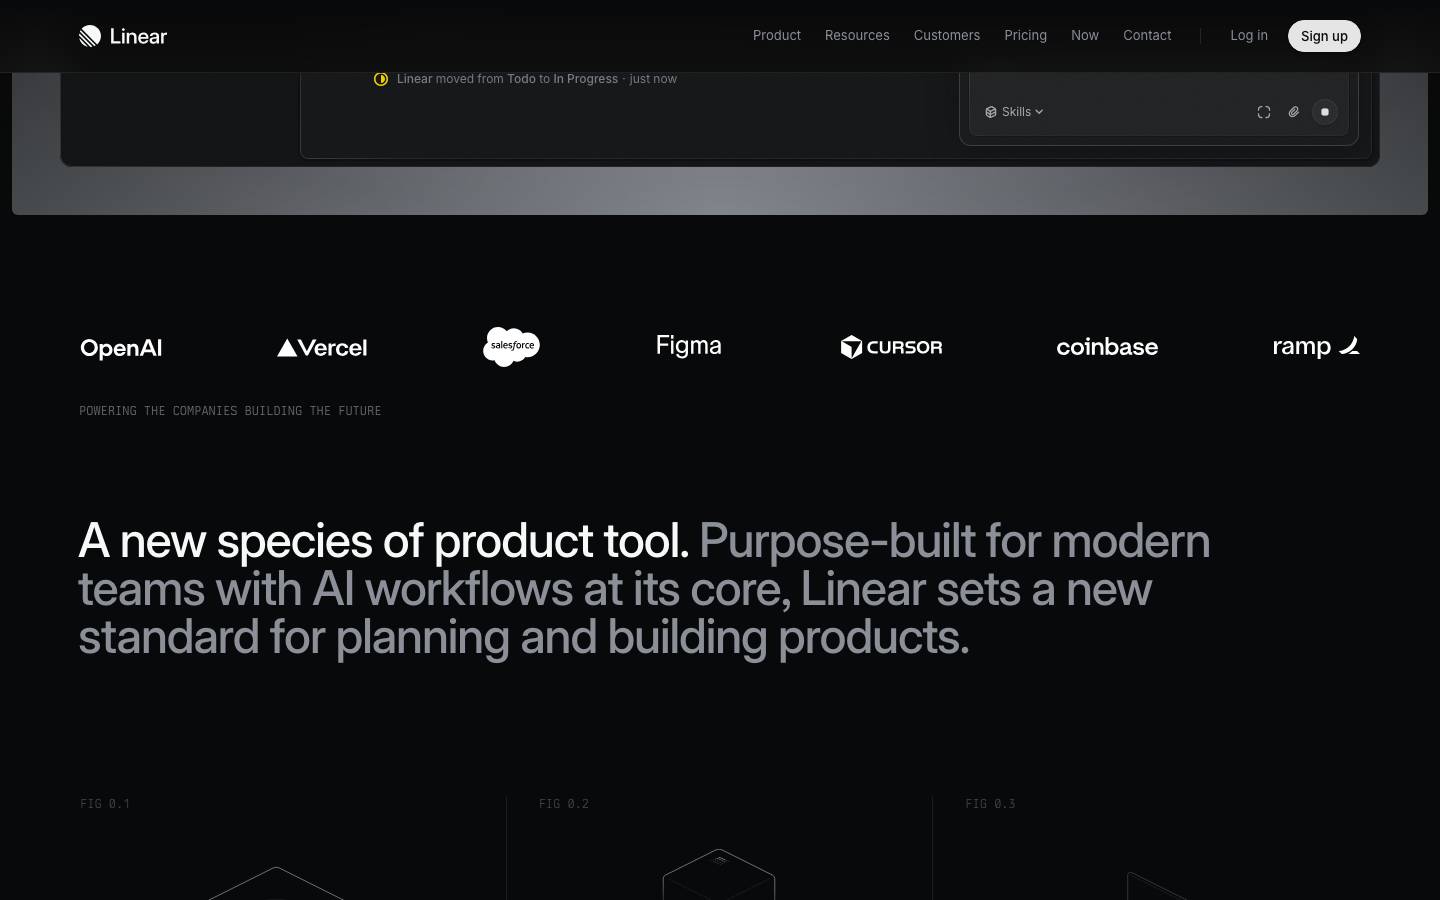 Linear
Product Resources Customers Pricing Now Contact Log in Sign up
Linear moved from Todo to In Progress · just now
Skills
OpenAI Vercel salesforce Figma CURSOR coinbase ramp
POWERING THE COMPANIES BUILDING THE FUTURE
A new species of product tool. Purpose-built for modern
teams with AI workflows at its core, Linear sets a new
standard for planning and building products.
FIG 0.1 FIG 0.2 FIG 0.3